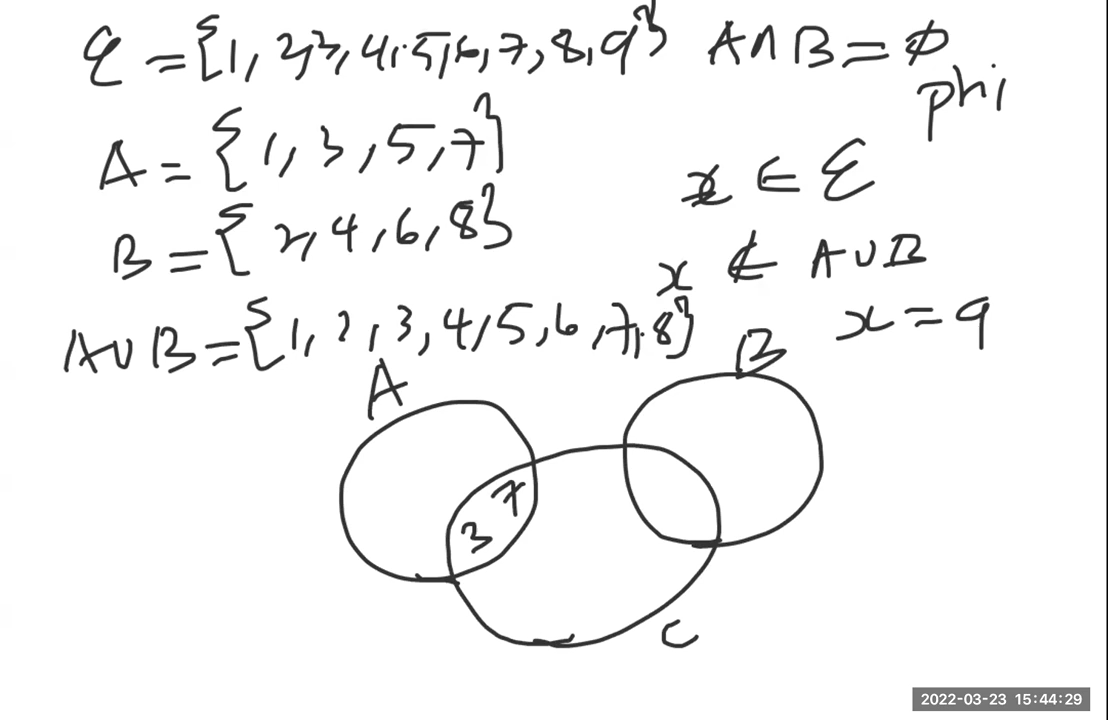 ℰ = {1, 2, 3, 4, 5, 6, 7, 8, 9} A∩B = ϕ
phi
A = {1, 3, 5, 7}
x ∈ ℰ
B = {2, 4, 6, 8}
x ∉ A∪B
A∪B = {1, 2, 3, 4, 5, 6, 7, 8}
x = 9
A
B
7
3
C
2022-03-23 15:44:29